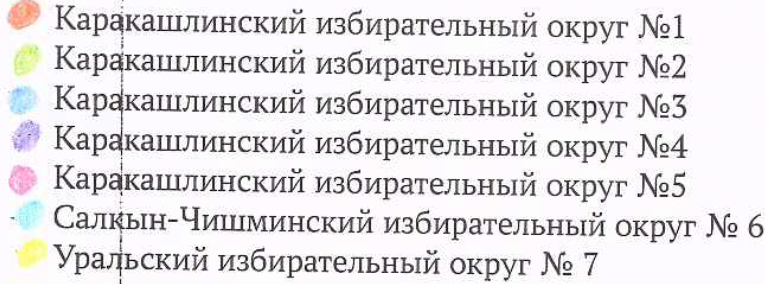 Каракашлинский избирательный округ №1
Каракашлинский избирательный округ №2
Каракашлинский избирательный округ №3
Каракашлинский избирательный округ №4
Каракашлинский избирательный округ №5
Салкын-Чишминский избирательный округ № 6
Уральский избирательный округ № 7